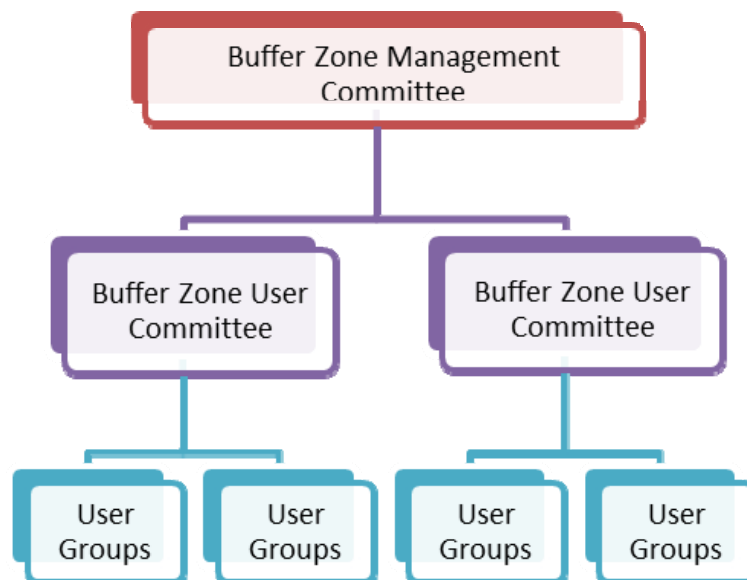 Buffer Zone Management
Committee
Buffer Zone User
Committee
Buffer Zone User
Committee
User
Groups
User
Groups
User
Groups
User
Groups